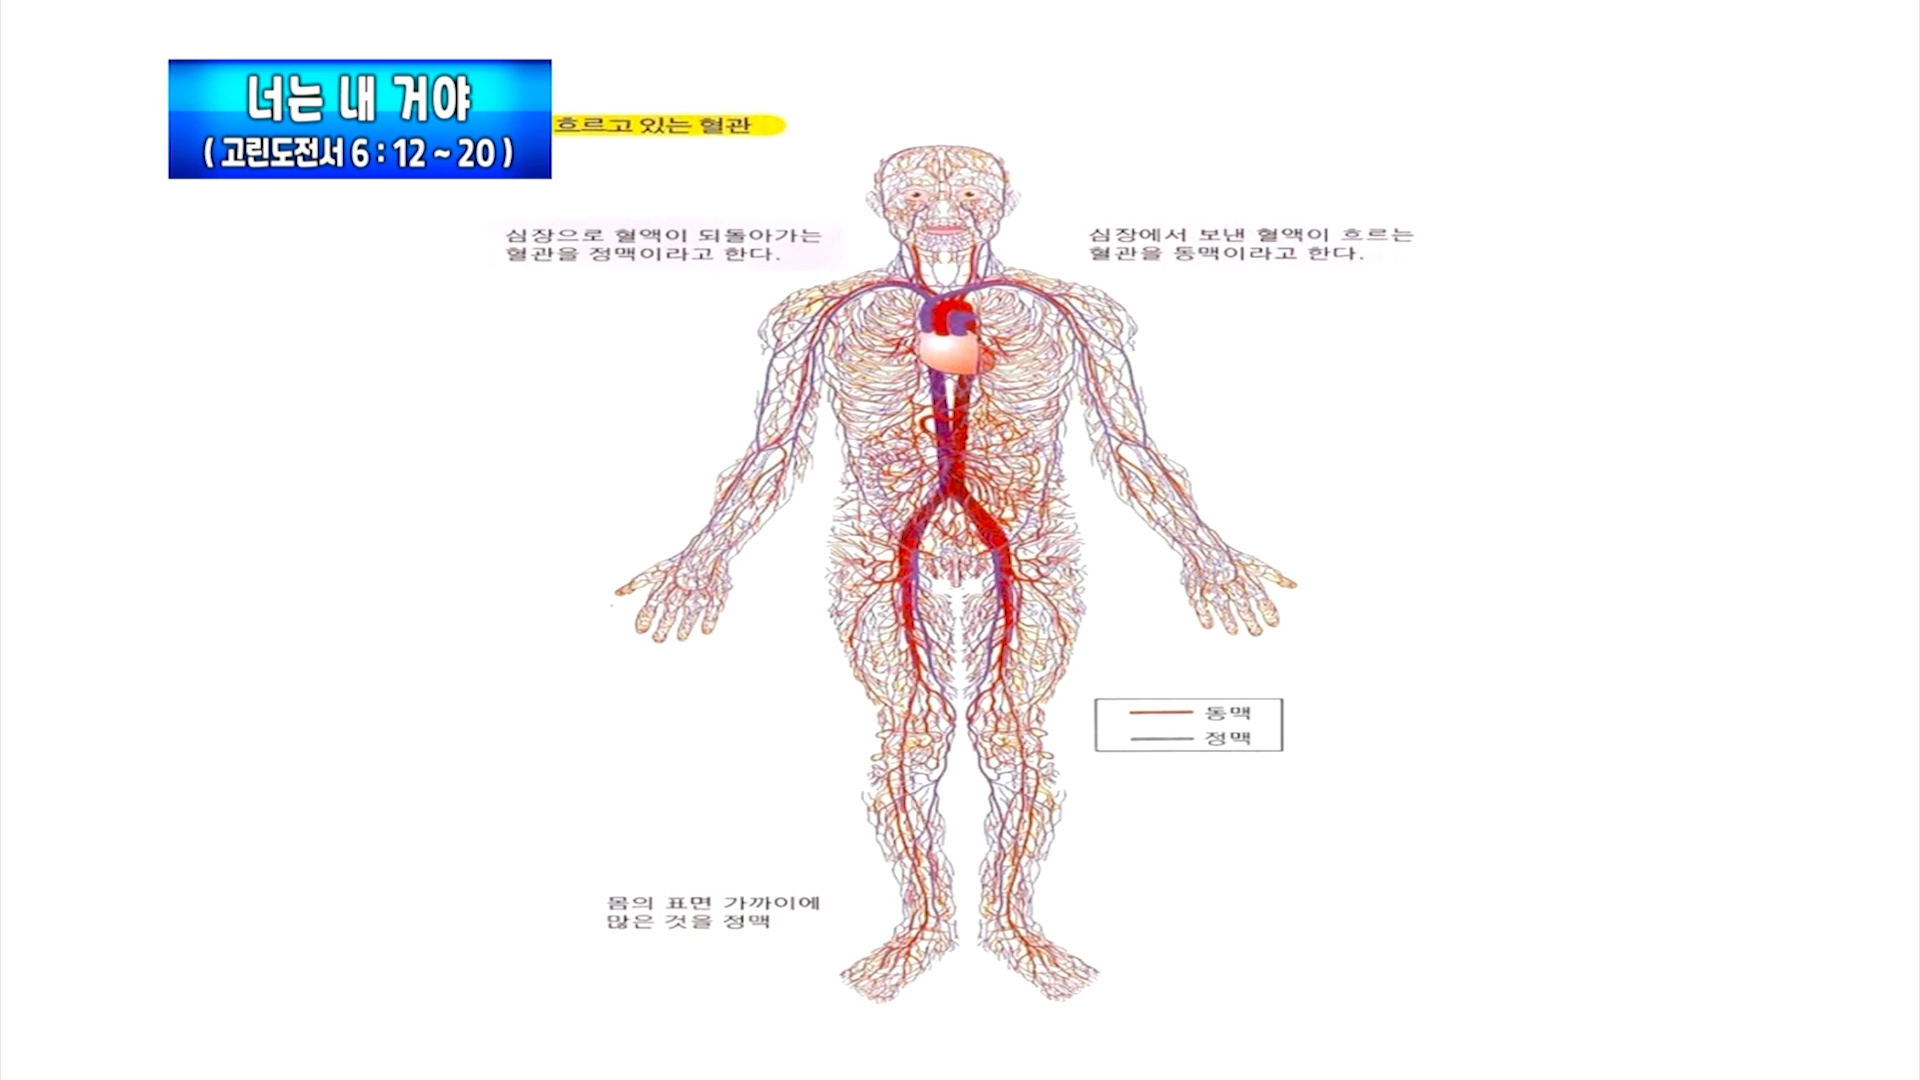 너는 내 거야
( 고린도전서 6 : 12 ~ 20 )
흐르고 있는 혈관
심장으로 혈액이 되돌아가는
혈관을 정맥이라고 한다.
심장에서 보낸 혈액이 흐르는
혈관을 동맥이라고 한다.
동맥
정맥
몸의 표면 가까이에
많은 것을 정맥